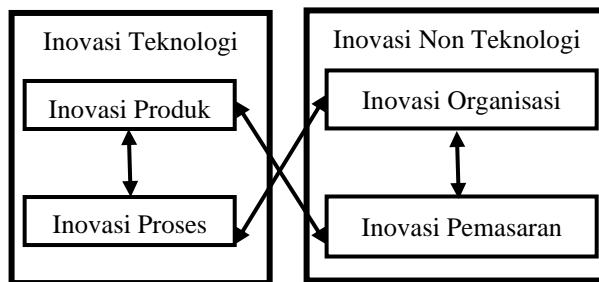 Inovasi Teknologi
Inovasi Produk
Inovasi Proses
Inovasi Non Teknologi
Inovasi Organisasi
Inovasi Pemasaran